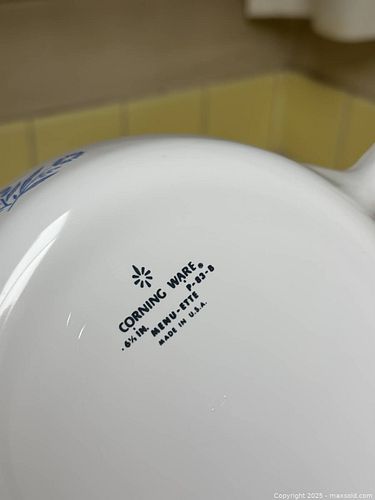 CORNING WARE®
.6½ IN. MENU-ETTE P-83-B
MADE IN U.S.A.
Copyright 2025 - maxsold.com